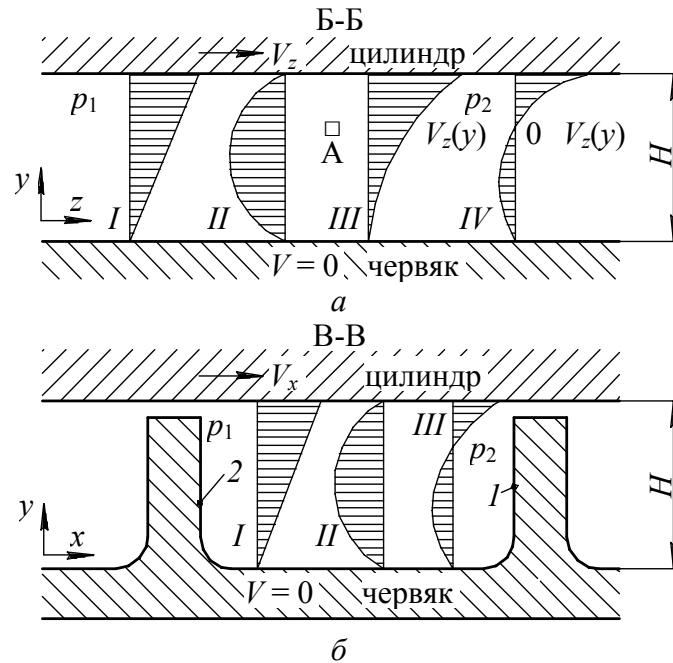 Б-Б
V_z цилиндр
p_1 p_2
V_z(y) 0 V_z(y)
A
H
y
z
I II III IV
V = 0 червяк
а
В-В
V_x цилиндр
p_1 III p_2
2 1
H
y
x
I II
V = 0 червяк
б